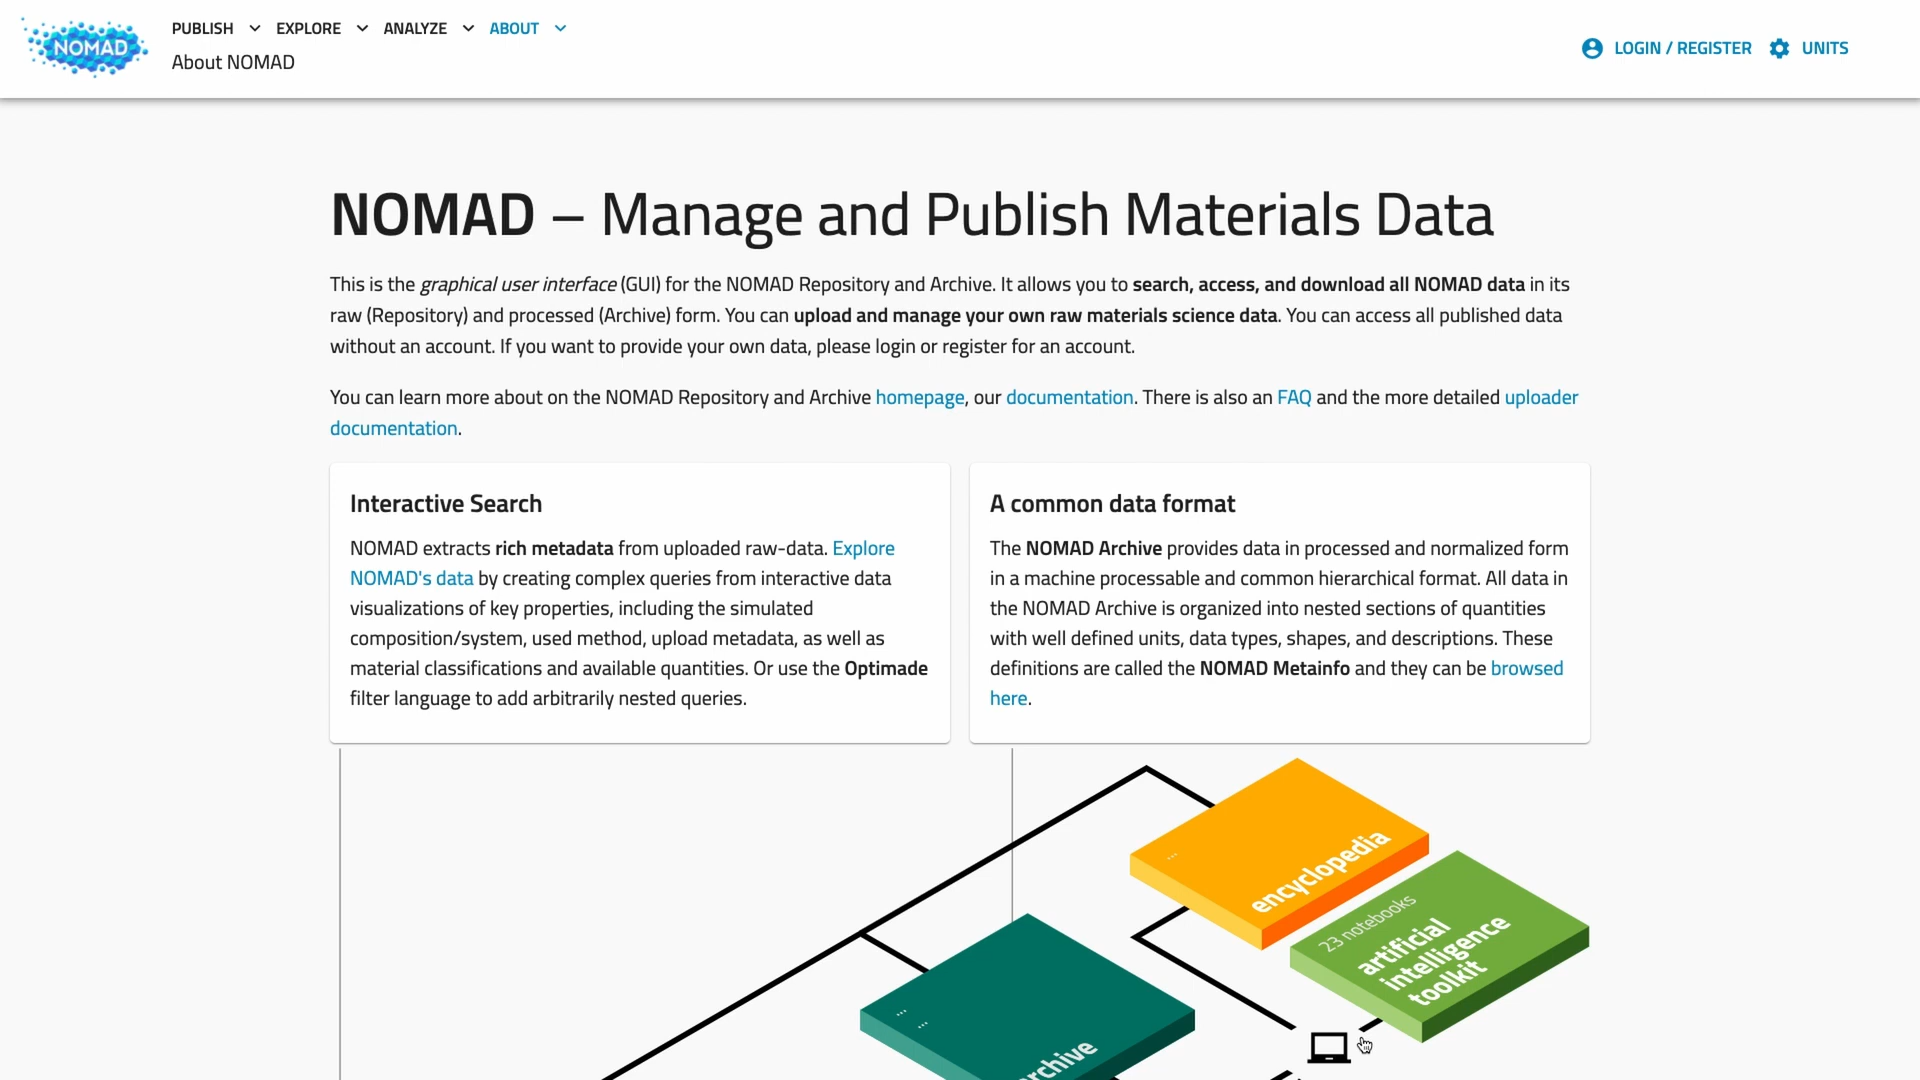 NOMAD
PUBLISH EXPLORE ANALYZE ABOUT
About NOMAD
LOGIN / REGISTER UNITS
NOMAD – Manage and Publish Materials Data
This is the graphical user interface (GUI) for the NOMAD Repository and Archive. It allows you to search, access, and download all NOMAD data in its
raw (Repository) and processed (Archive) form. You can upload and manage your own raw materials science data. You can access all published data
without an account. If you want to provide your own data, please login or register for an account.
You can learn more about on the NOMAD Repository and Archive homepage, our documentation. There is also an FAQ and the more detailed uploader
documentation.
Interactive Search
NOMAD extracts rich metadata from uploaded raw-data. Explore
NOMAD's data by creating complex queries from interactive data
visualizations of key properties, including the simulated
composition/system, used method, upload metadata, as well as
material classifications and available quantities. Or use the Optimade
filter language to add arbitrarily nested queries.
A common data format
The NOMAD Archive provides data in processed and normalized form
in a machine processable and common hierarchical format. All data in
the NOMAD Archive is organized into nested sections of quantities
with well defined units, data types, shapes, and descriptions. These
definitions are called the NOMAD Metainfo and they can be browsed
here.
...
encyclopedia
23 notebooks
artificial
intelligence
toolkit
...
...
rchive